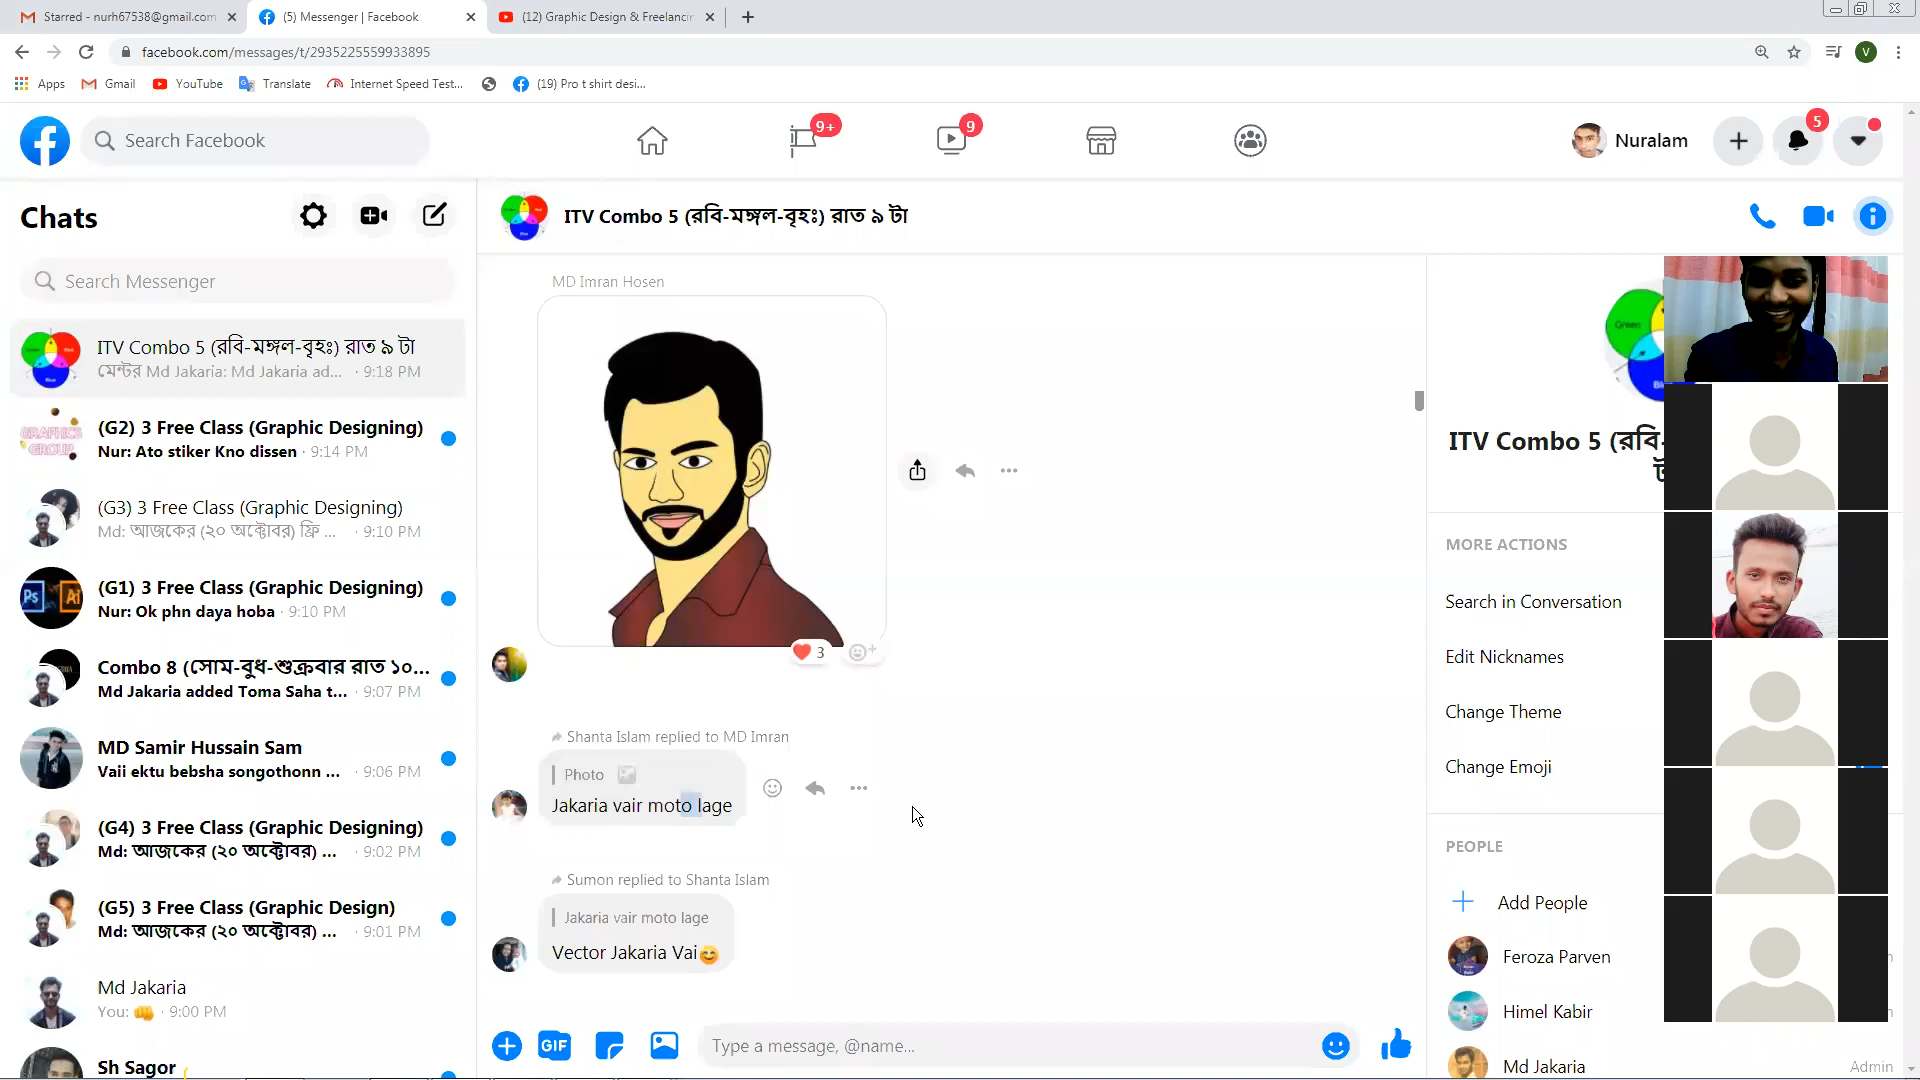 Starred - nurh67538@gmail.com
(5) Messenger | Facebook
(12) Graphic Design & Freelancin
facebook.com/messages/t/2935225559933895
V
Apps
Gmail
YouTube
Translate
Internet Speed Test...
(19) Pro t shirt desi...
Search Facebook
9+
9
Nuralam
5
Chats
Search Messenger
ITV Combo 5 (রবি-মঙ্গল-বৃহঃ) রাত ৯ টা
মেন্টর Md Jakaria: Md Jakaria ad... · 9:18 PM
GRAPHICS
GROUP
(G2) 3 Free Class (Graphic Designing)
Nur: Ato stiker Kno dissen · 9:14 PM
(G3) 3 Free Class (Graphic Designing)
Md: আজকের (২০ অক্টোবর) ফ্রি ... · 9:10 PM
Ps
Ai
(G1) 3 Free Class (Graphic Designing)
Nur: Ok phn daya hoba · 9:10 PM
Combo 8 (সোম-বুধ-শুক্রবার রাত ১০...
Md Jakaria added Toma Saha t... · 9:07 PM
MD Samir Hussain Sam
Vaii ektu bebsha songothonn ... · 9:06 PM
(G4) 3 Free Class (Graphic Designing)
Md: আজকের (২০ অক্টোবর) ... · 9:02 PM
(G5) 3 Free Class (Graphic Design)
Md: আজকের (২০ অক্টোবর) ... · 9:01 PM
Md Jakaria
You: 👊 · 9:00 PM
Sh Sagor
ITV Combo 5 (রবি-মঙ্গল-বৃহঃ) রাত ৯ টা
MD Imran Hosen
3
Shanta Islam replied to MD Imran
Photo
Jakaria vair moto lage
Sumon replied to Shanta Islam
Jakaria vair moto lage
Vector Jakaria Vai😊
GIF
Type a message, @name...
Green
ITV Combo 5 (রবি-
MORE ACTIONS
Search in Conversation
Edit Nicknames
Change Theme
Change Emoji
PEOPLE
Add People
Feroza Parven
Himel Kabir
Md Jakaria
Admin